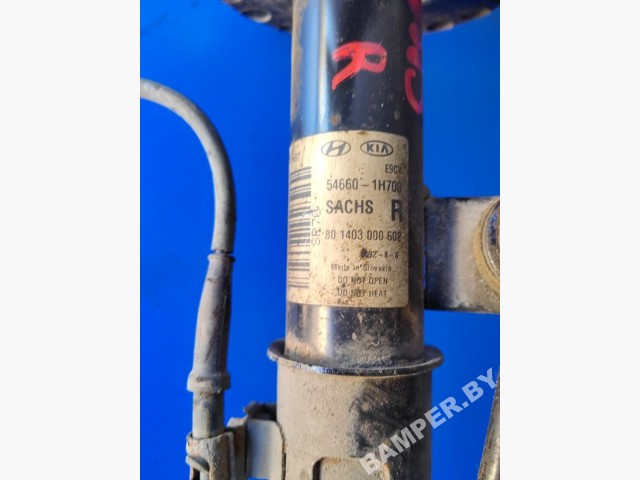 R
KIA
54660-1H700
SACHS R
80 1403 000 602
Made in Slovakia
DO NOT OPEN
DO NOT HEAT
BAMPER.BY